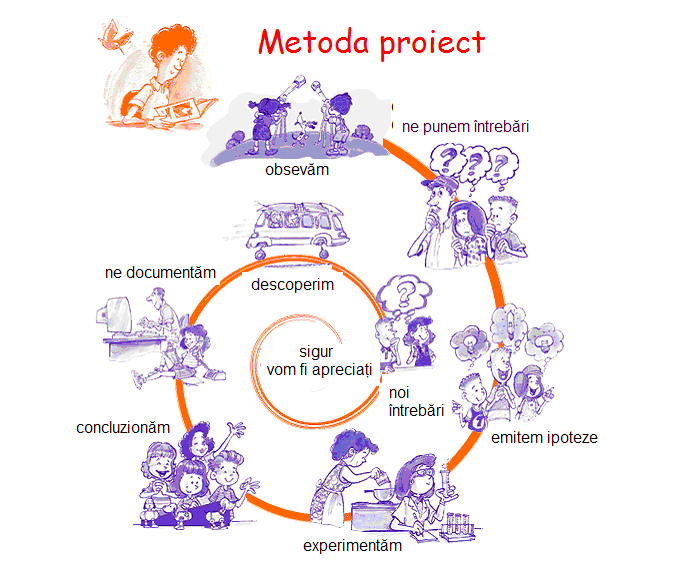 Metoda proiect
obsevăm
ne punem întrebări
emitem ipoteze
experimentăm
concluzionăm
ne documentăm
descoperim
noi
întrebări
sigur
vom fi apreciați